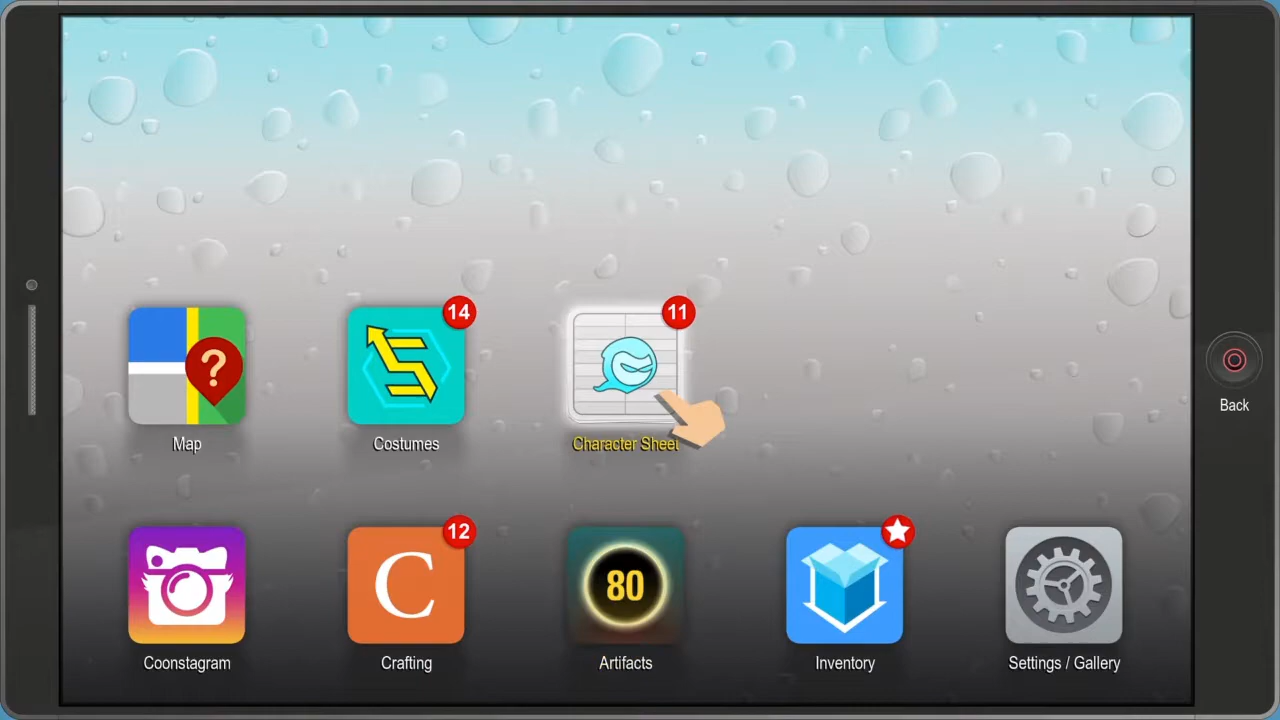 14
11
?
Map
Costumes
Character Sheet
Back
12
C
80
Coonstagram
Crafting
Artifacts
Inventory
Settings / Gallery